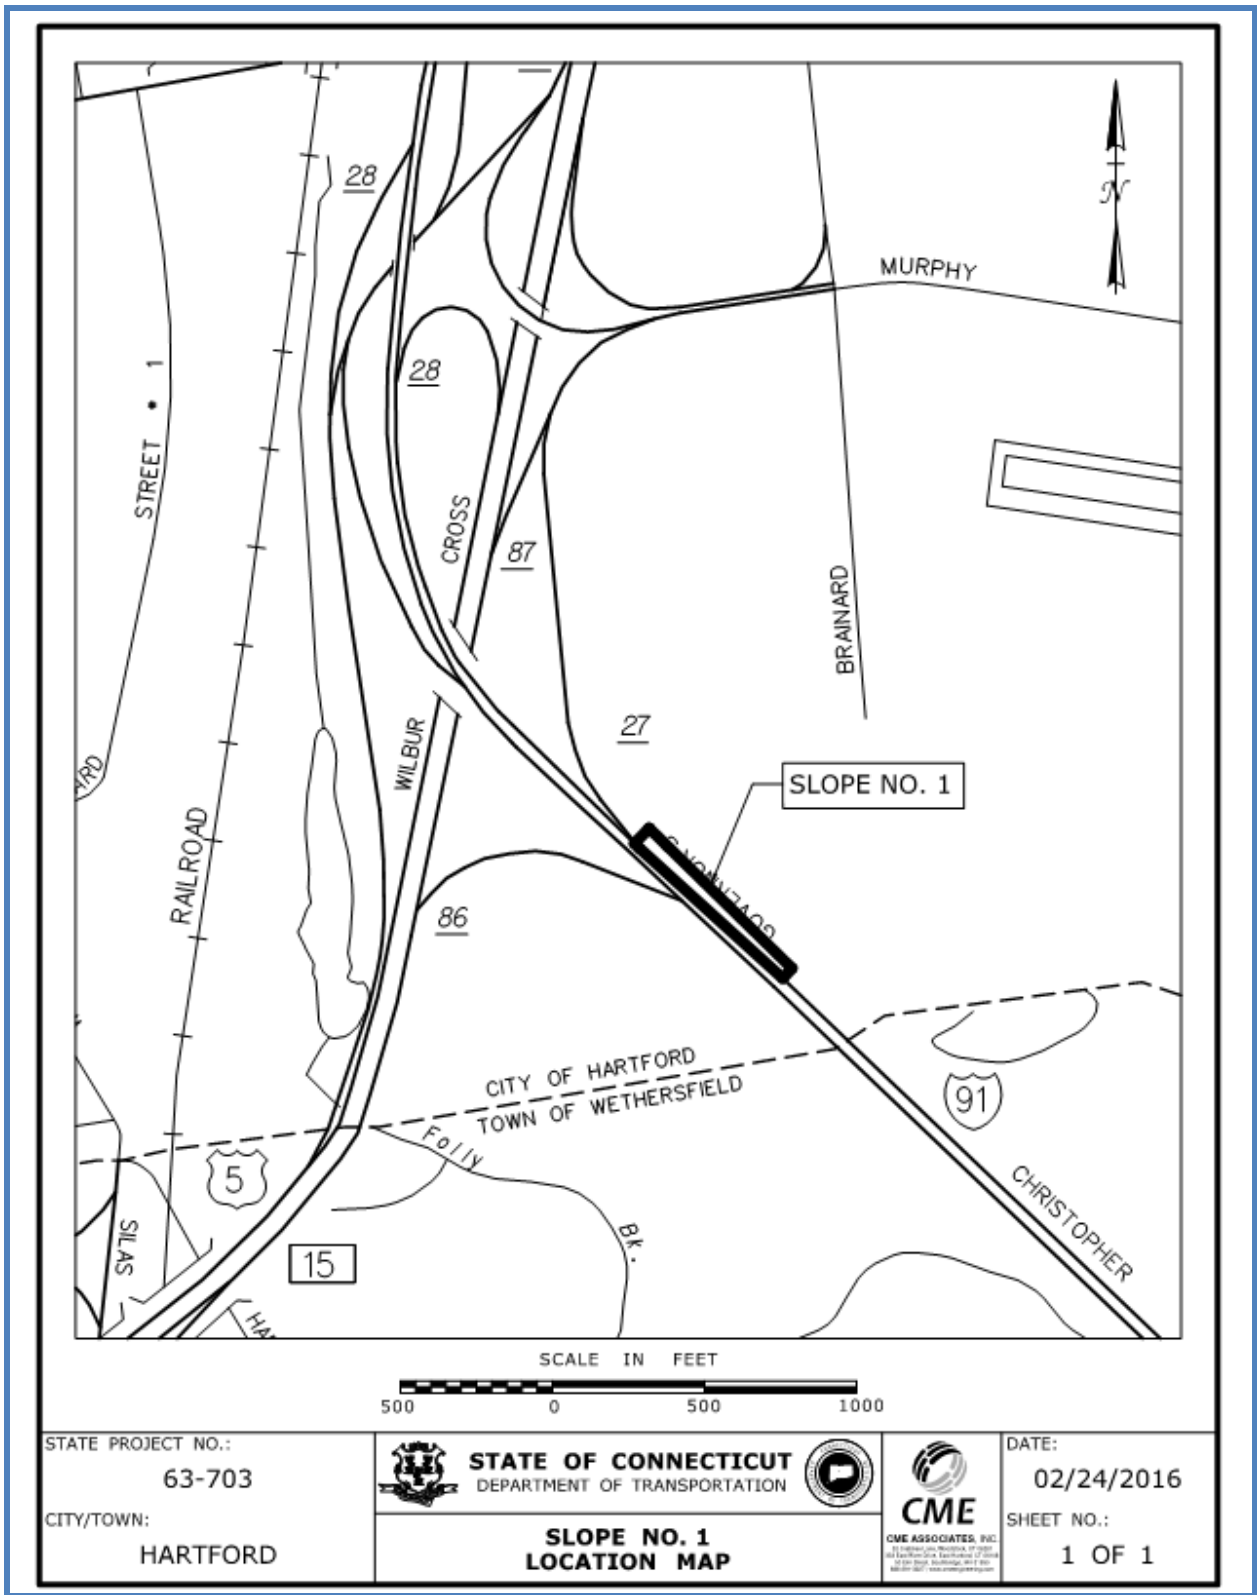 28
N
MURPHY
STREET • 1
28
CROSS
87
BRAINARD
27
WILBUR
SLOPE NO. 1
ARD
RAILROAD
GOVERNOR S
86
CITY OF HARTFORD
TOWN OF WETHERSFIELD
91
Folly
5
CHRISTOPHER
SILAS
Bk.
15
HA
SCALE IN FEET
500 0 500 1000
STATE PROJECT NO.:
63-703
CITY/TOWN:
HARTFORD
STATE OF CONNECTICUT
DEPARTMENT OF TRANSPORTATION
SLOPE NO. 1
LOCATION MAP
CME
CME ASSOCIATES, INC.
DATE:
02/24/2016
SHEET NO.:
1 OF 1